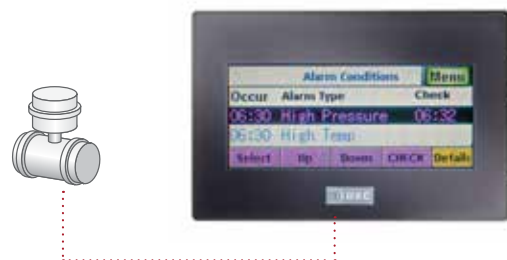 Alarm Conditions Menu
Occur Alarm Type Check
06:30 High Pressure 06:32
06:30 High Temp
Select Up Down CHECK Details
IDEC